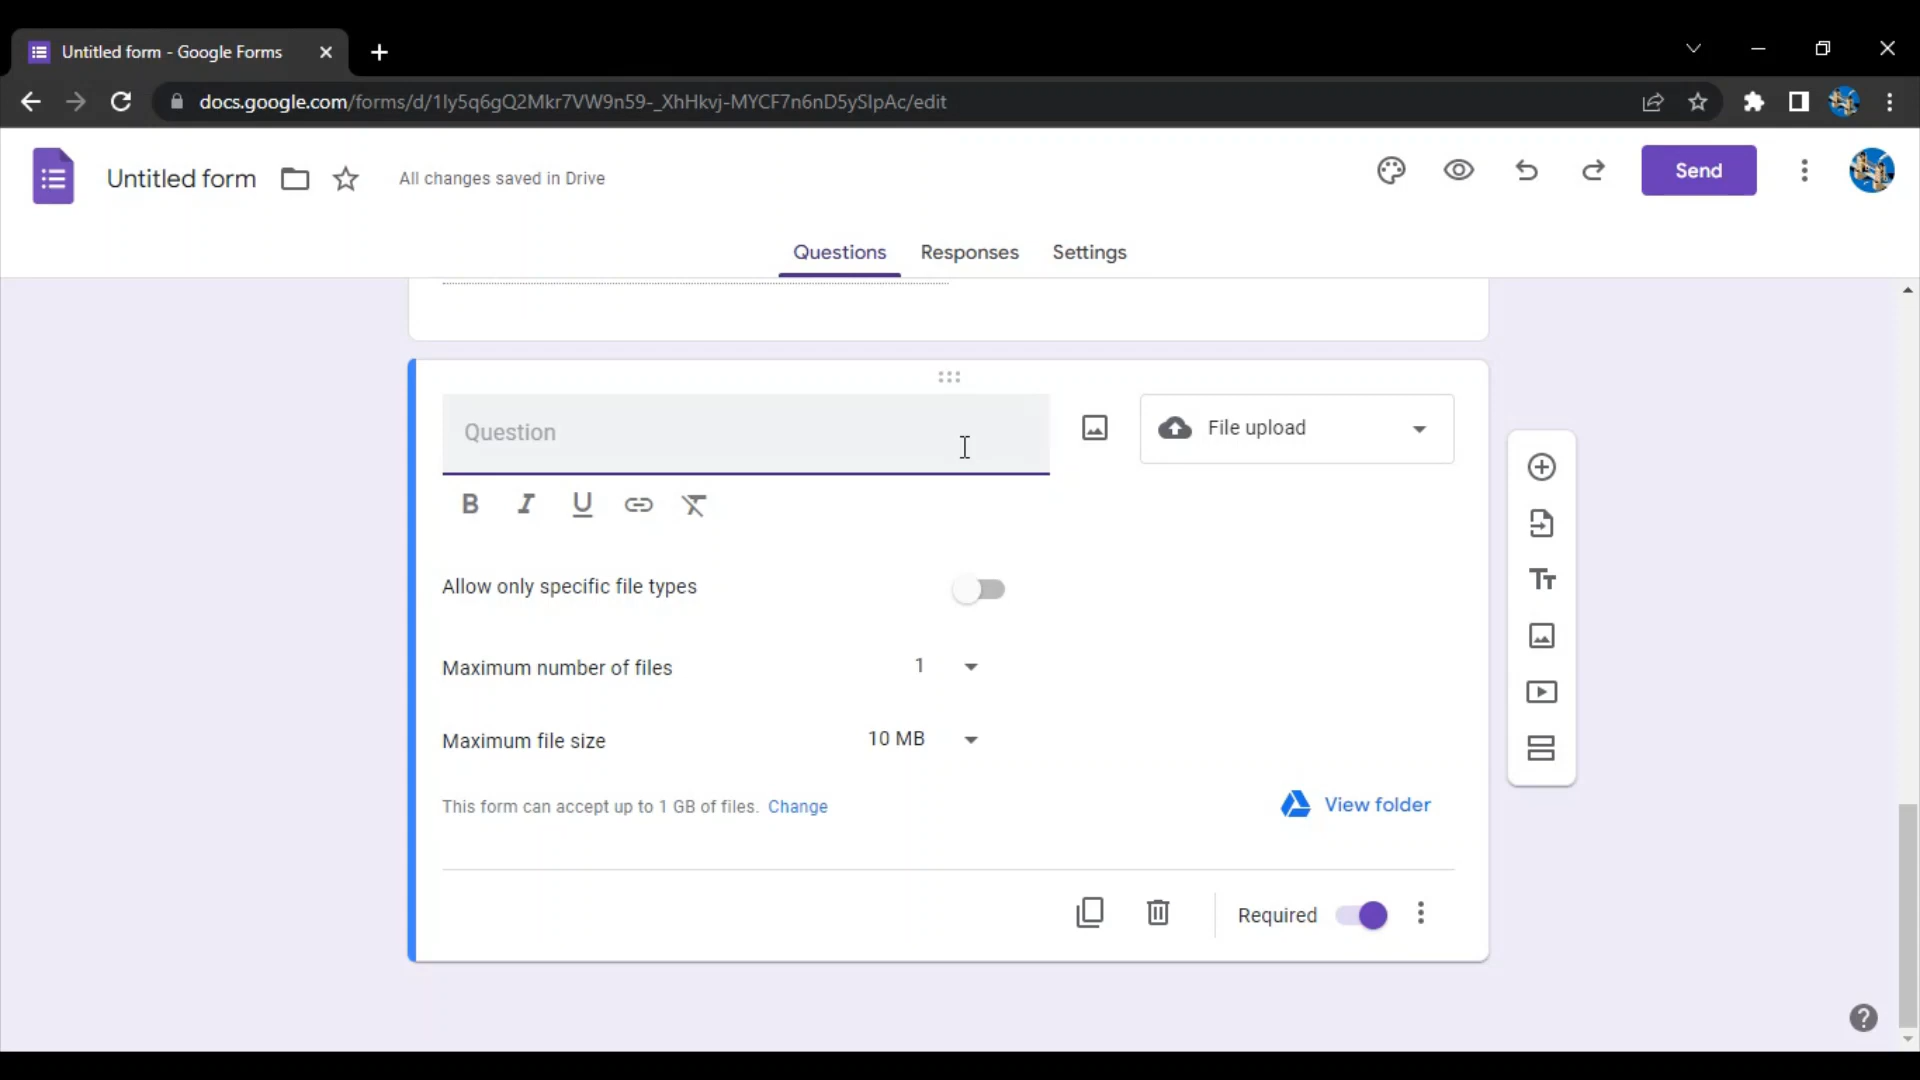 Untitled form - Google Forms
docs.google.com/forms/d/1Iy5q6gQ2Mkr7VW9n59-_XhHkvj-MYCF7n6nD5ySIpAc/edit
Untitled form
All changes saved in Drive
Send
Questions
Responses
Settings
Question
File upload
B I U
Allow only specific file types
Maximum number of files
1
Maximum file size
10 MB
This form can accept up to 1 GB of files. Change
View folder
Required